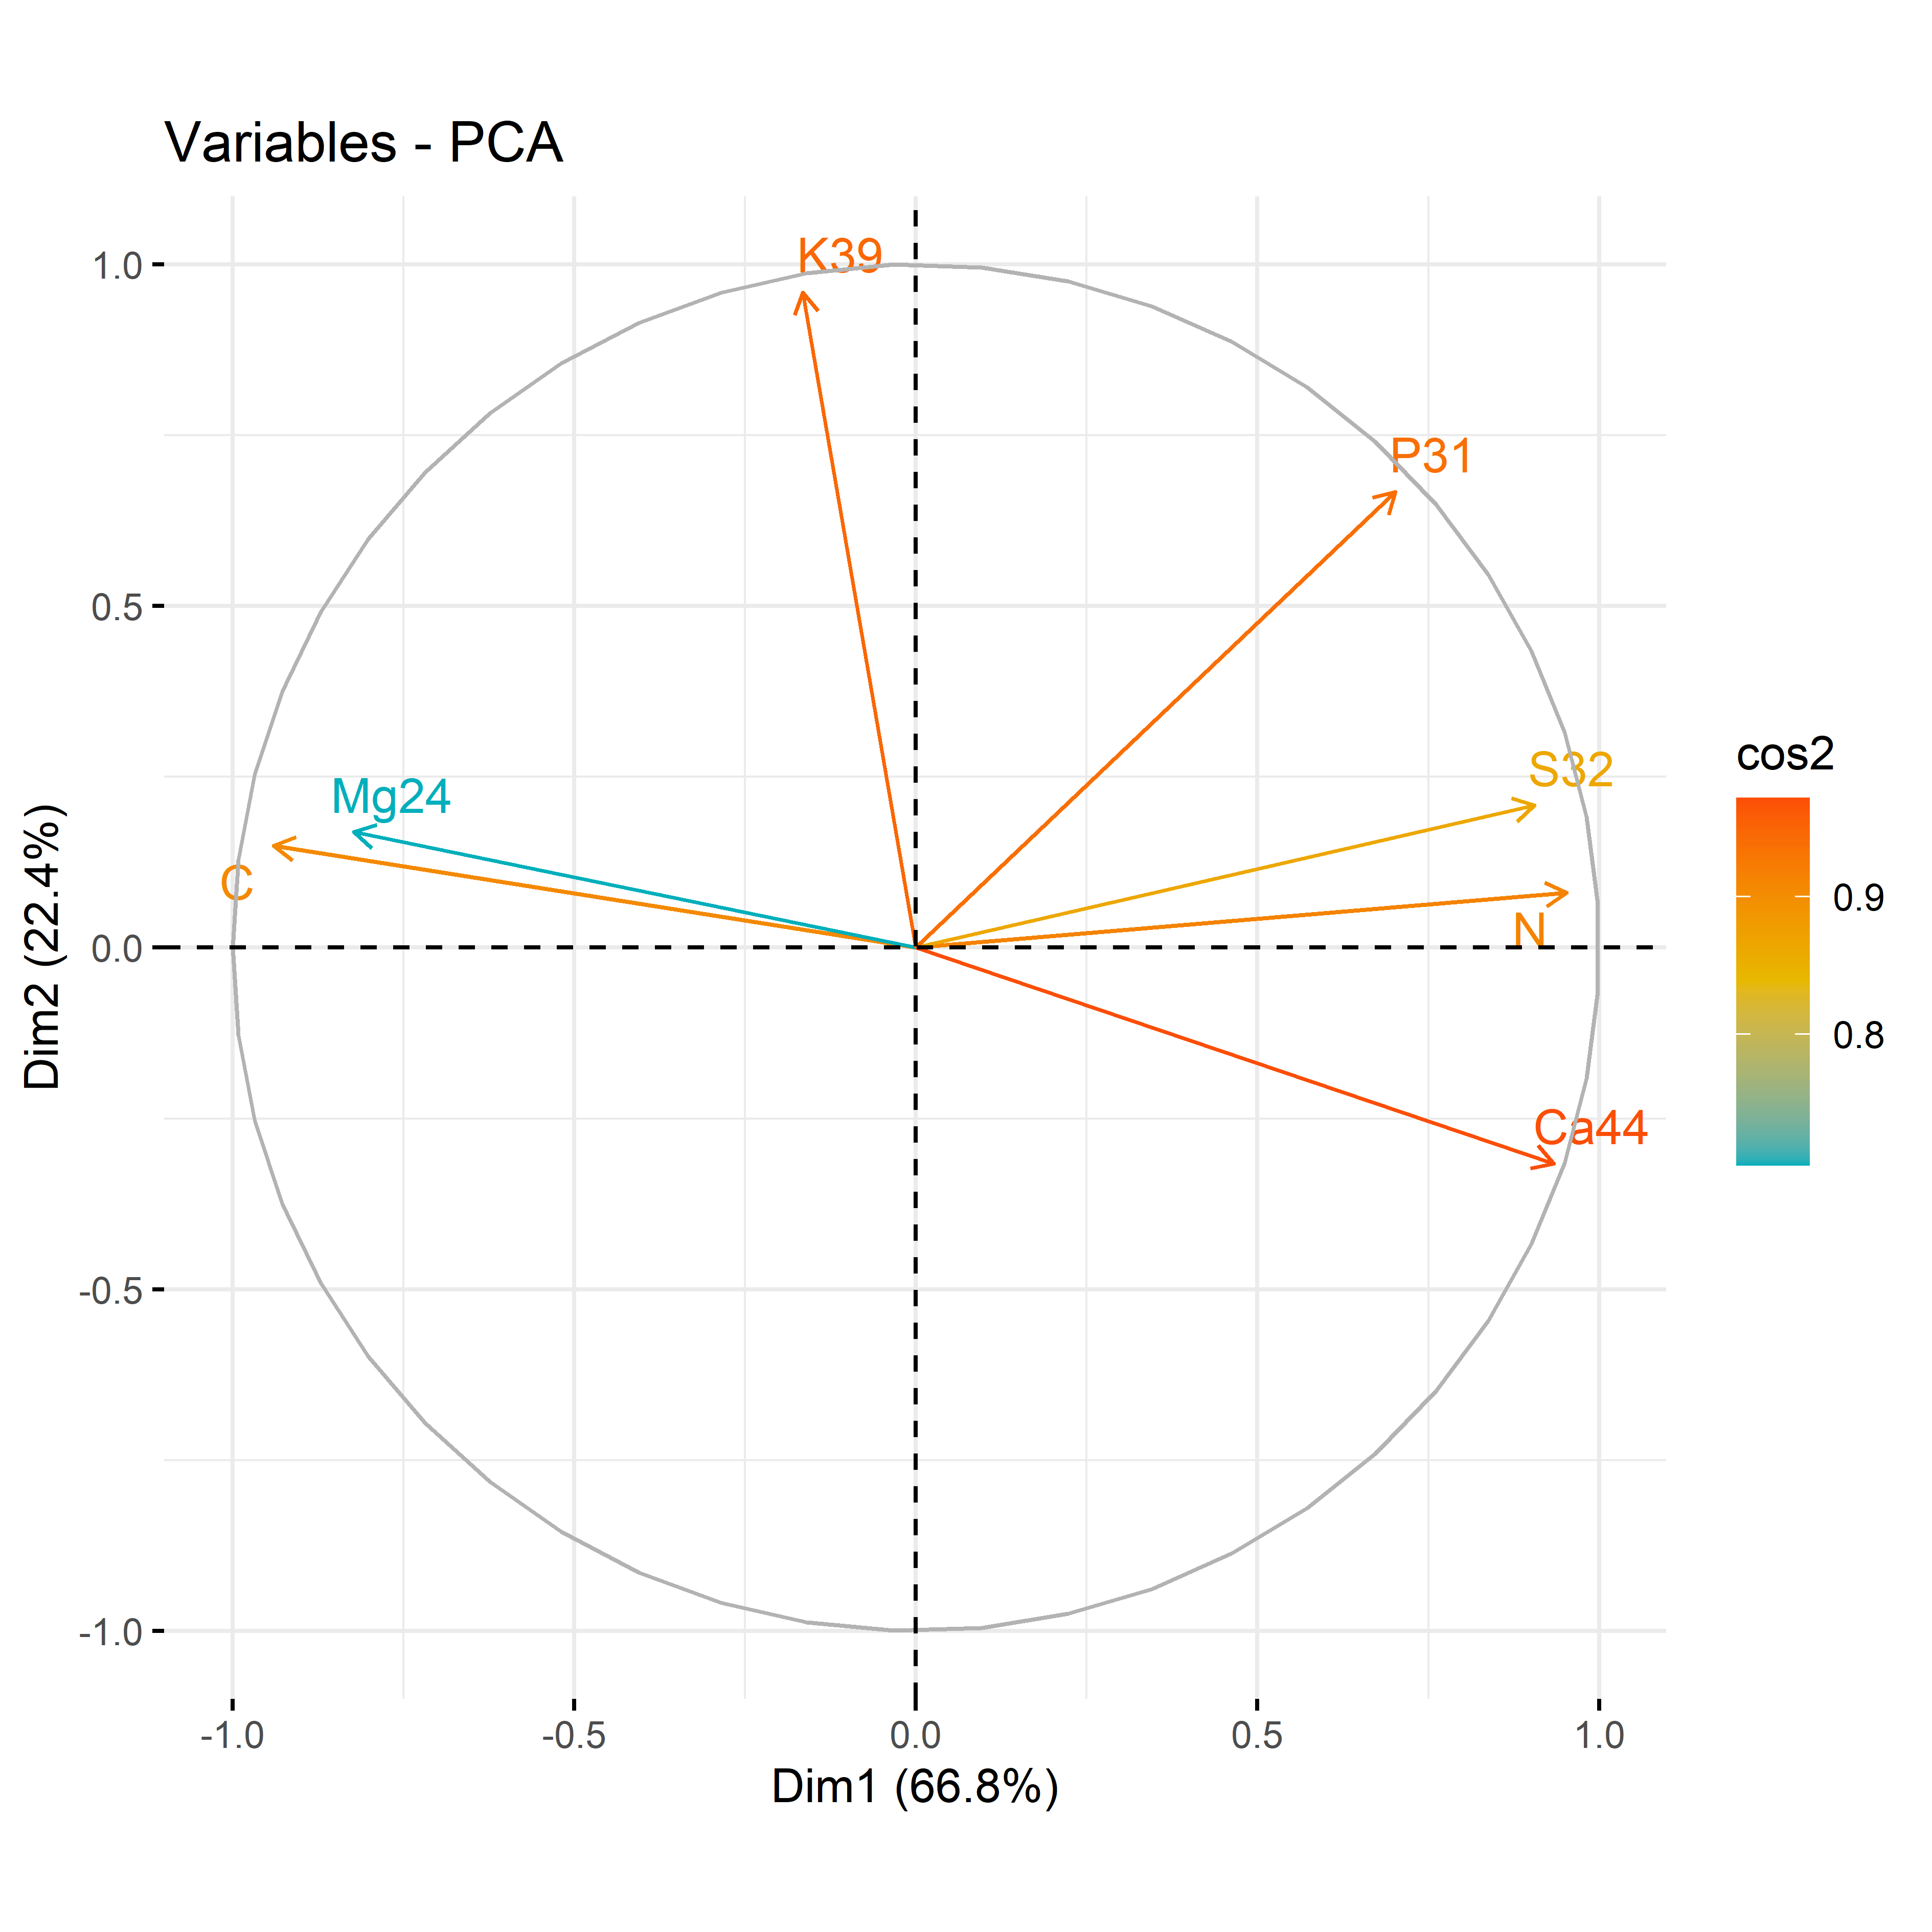 Variables - PCA
K39
P31
S32
Mg24
C
N
Ca44
1.0
0.5
0.0
-0.5
-1.0
Dim2 (22.4%)
-1.0
-0.5
0.0
0.5
1.0
Dim1 (66.8%)
cos2
0.9
0.8